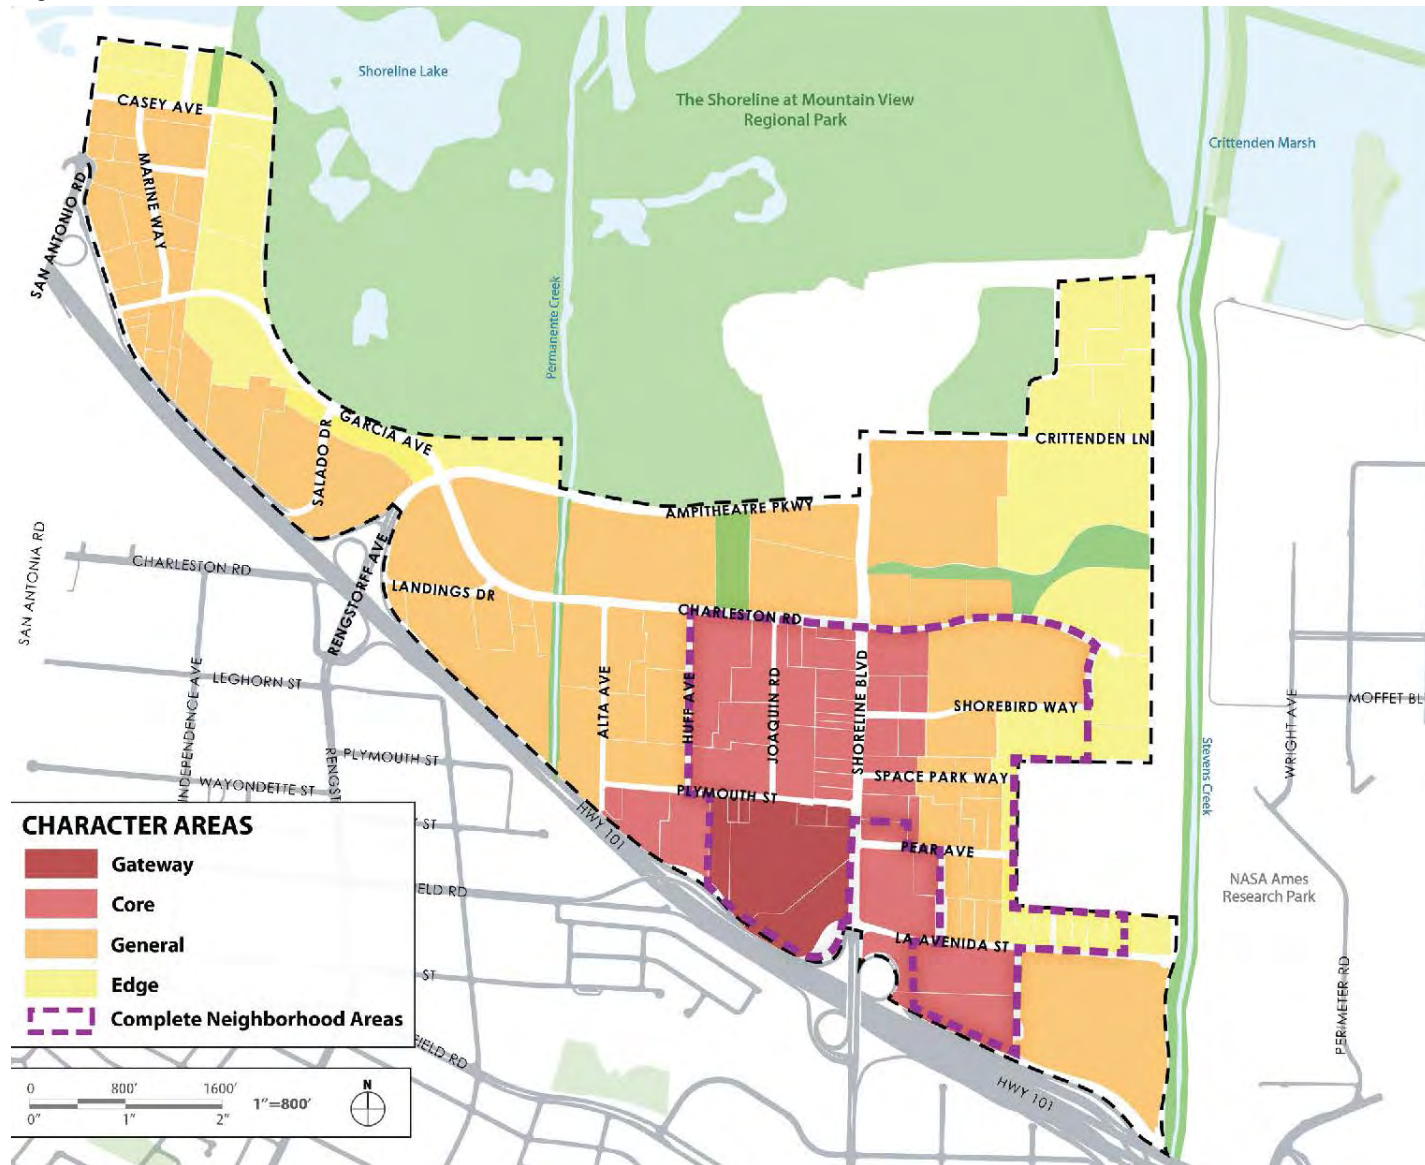 Shoreline Lake
The Shoreline at Mountain View
Regional Park
Crittenden Marsh
CASEY AVE
MARINE WAY
SAN ANTONIO RD
Permanente Creek
GARCIA AVE
SALADO DR
CRITTENDEN LN
AMPITHEATRE PKWY
SAN ANTONIA RD
CHARLESTON RD
RENGSTORFF AVE
LANDINGS DR
CHARLESTON RD
LEGHORN ST
INDEPENDENCE AVE
ALTA AVE
HUFF AVE
JOAQUIN RD
SHORELINE BLVD
SHOREBIRD WAY
WRIGHT AVE
MOFFET BL
PLYMOUTH ST
RENGST
WAYONDETTE ST
SPACE PARK WAY
PLYMOUTH ST
Stevens Creek
HWY 101
ST
PEAR AVE
ELD RD
NASA Ames
Research Park
LA AVENIDA ST
ST
PERIMETER RD
FIELD RD
HWY 101
CHARACTER AREAS
Gateway
Core
General
Edge
Complete Neighborhood Areas
0 800' 1600'
0" 1" 2"
1"=800'
N